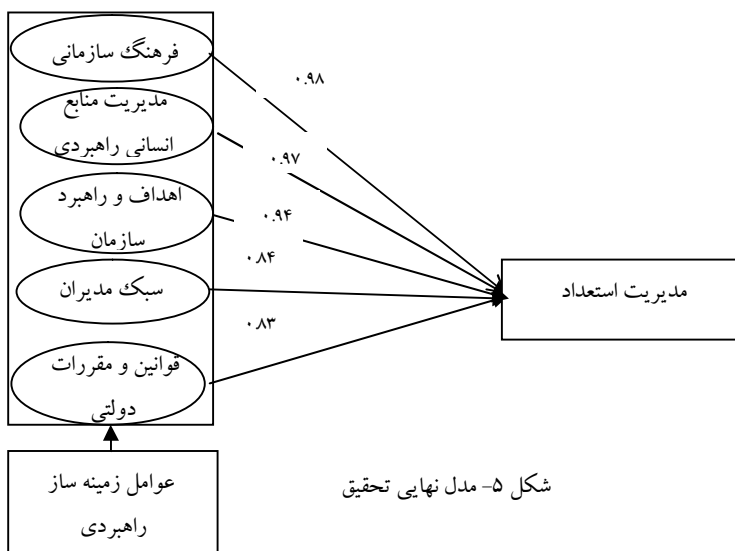 فرهنگ سازمانی
۰.۹۸
مدیریت منابع
انسانی راهبردی
۰.۹۷
اهداف و راهبرد
سازمان
۰.۹۴
سبک مدیران
۰.۸۴
قوانین و مقررات
دولتی
۰.۸۳
مدیریت استعداد
عوامل زمینه ساز
راهبردی
شکل ۵- مدل نهایی تحقیق